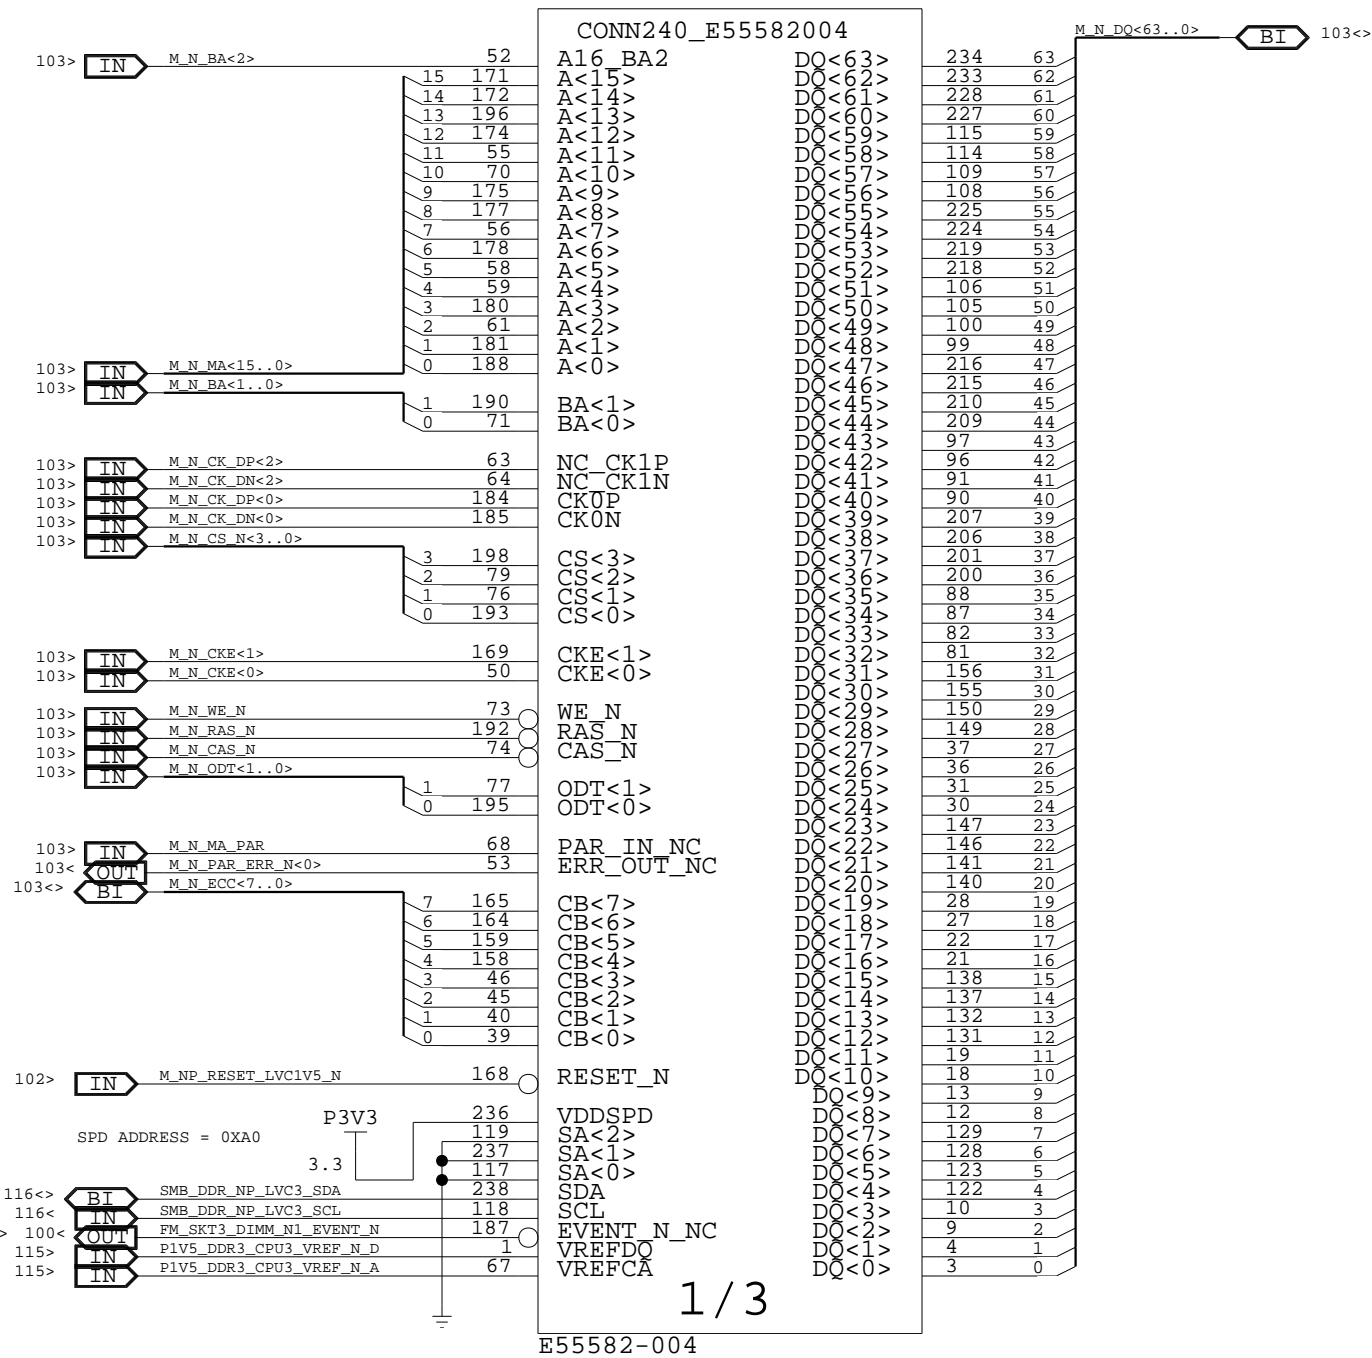 CONN240_E55582004
M_N_DQ<63..0> BI 103<>
103> IN M_N_BA<2> 52 A16_BA2 DQ<63> 234 63
15 171 A<15> DQ<62> 233 62
14 172 A<14> DQ<61> 228 61
13 196 A<13> DQ<60> 227 60
12 174 A<12> DQ<59> 115 59
11 55 A<11> DQ<58> 114 58
10 70 A<10> DQ<57> 109 57
9 175 A<9> DQ<56> 108 56
8 177 A<8> DQ<55> 225 55
7 56 A<7> DQ<54> 224 54
6 178 A<6> DQ<53> 219 53
5 58 A<5> DQ<52> 218 52
4 59 A<4> DQ<51> 106 51
3 180 A<3> DQ<50> 105 50
2 61 A<2> DQ<49> 100 49
1 181 A<1> DQ<48> 99 48
103> IN M_N_MA<15..0> 0 188 A<0> DQ<47> 216 47
103> IN M_N_BA<1..0> DQ<46> 215 46
1 190 BA<1> DQ<45> 210 45
0 71 BA<0> DQ<44> 209 44
DQ<43> 97 43
103> IN M_N_CK_DP<2> 63 NC_CK1P DQ<42> 96 42
103> IN M_N_CK_DN<2> 64 NC_CK1N DQ<41> 91 41
103> IN M_N_CK_DP<0> 184 CK0P DQ<40> 90 40
103> IN M_N_CK_DN<0> 185 CK0N DQ<39> 207 39
103> IN M_N_CS_N<3..0> DQ<38> 206 38
3 198 CS<3> DQ<37> 201 37
2 79 CS<2> DQ<36> 200 36
1 76 CS<1> DQ<35> 88 35
0 193 CS<0> DQ<34> 87 34
DQ<33> 82 33
103> IN M_N_CKE<1> 169 CKE<1> DQ<32> 81 32
103> IN M_N_CKE<0> 50 CKE<0> DQ<31> 156 31
DQ<30> 155 30
103> IN M_N_WE_N 73 WE_N DQ<29> 150 29
103> IN M_N_RAS_N 192 RAS_N DQ<28> 149 28
103> IN M_N_CAS_N 74 CAS_N DQ<27> 37 27
103> IN M_N_ODT<1..0> DQ<26> 36 26
1 77 ODT<1> DQ<25> 31 25
0 195 ODT<0> DQ<24> 30 24
DQ<23> 147 23
103> IN M_N_MA_PAR 68 PAR_IN_NC DQ<22> 146 22
103< OUT M_N_PAR_ERR_N<0> 53 ERR_OUT_NC DQ<21> 141 21
103<> BI M_N_ECC<7..0> DQ<20> 140 20
7 165 CB<7> DQ<19> 28 19
6 164 CB<6> DQ<18> 27 18
5 159 CB<5> DQ<17> 22 17
4 158 CB<4> DQ<16> 21 16
3 46 CB<3> DQ<15> 138 15
2 45 CB<2> DQ<14> 137 14
1 40 CB<1> DQ<13> 132 13
0 39 CB<0> DQ<12> 131 12
DQ<11> 19 11
102> IN M_NP_RESET_LVC1V5_N 168 RESET_N DQ<10> 18 10
DQ<9> 13 9
P3V3 236 VDDSPD DQ<8> 12 8
SPD ADDRESS = 0XA0 119 SA<2> DQ<7> 129 7
237 SA<1> DQ<6> 128 6
3.3 117 SA<0> DQ<5> 123 5
116<> BI SMB_DDR_NP_LVC3_SDA 238 SDA DQ<4> 122 4
116< IN SMB_DDR_NP_LVC3_SCL 118 SCL DQ<3> 10 3
> 100< OUT FM_SKT3_DIMM_N1_EVENT_N 187 EVENT_N_NC DQ<2> 9 2
115> IN P1V5_DDR3_CPU3_VREF_N_D 1 VREFDQ DQ<1> 4 1
115> IN P1V5_DDR3_CPU3_VREF_N_A 67 VREFCA DQ<0> 3 0
1/3
E55582-004